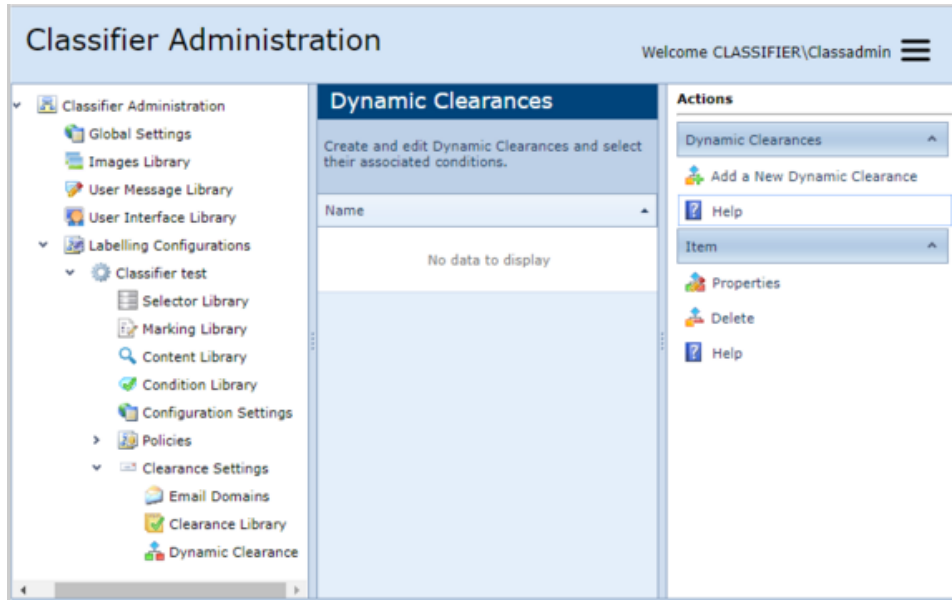 Classifier Administration
Welcome CLASSIFIER\Classadmin
Classifier Administration
Global Settings
Images Library
User Message Library
User Interface Library
Labelling Configurations
Classifier test
Selector Library
Marking Library
Content Library
Condition Library
Configuration Settings
Policies
Clearance Settings
Email Domains
Clearance Library
Dynamic Clearance
Dynamic Clearances
Create and edit Dynamic Clearances and select
their associated conditions.
Name
No data to display
Actions
Dynamic Clearances
Add a New Dynamic Clearance
Help
Item
Properties
Delete
Help